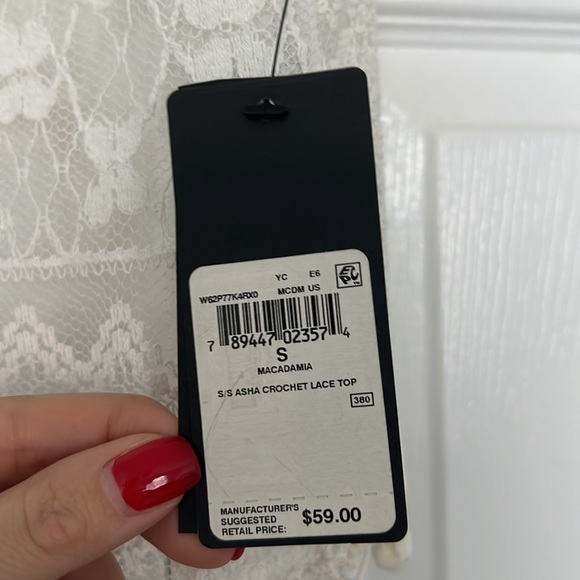 YC E6
W62P77K4RX0 MCDM US
7 89447 02357 4
S
MACADAMIA
S/S ASHA CROCHET LACE TOP
380
MANUFACTURER'S
SUGGESTED
RETAIL PRICE: $59.00